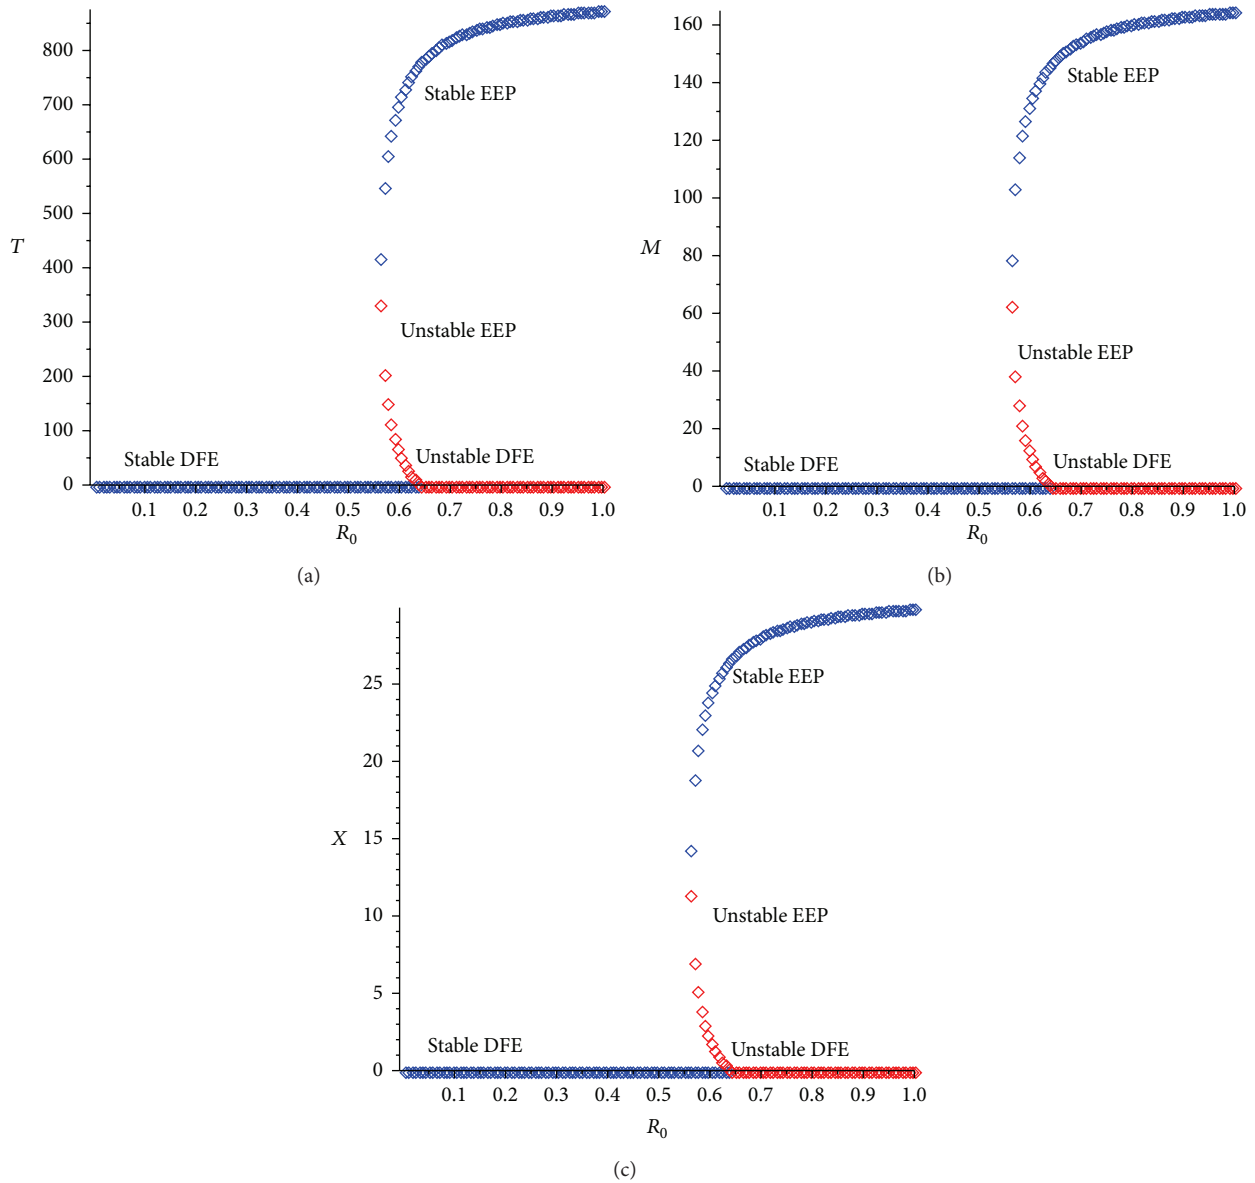 800
700
600
500
400
300
200
100
0
T
Stable EEP
Unstable EEP
Stable DFE
Unstable DFE
0.1 0.2 0.3 0.4 0.5 0.6 0.7 0.8 0.9 1.0
R0
(a)
160
140
120
100
80
60
40
20
0
M
Stable EEP
Unstable EEP
Stable DFE
Unstable DFE
0.1 0.2 0.3 0.4 0.5 0.6 0.7 0.8 0.9 1.0
R0
(b)
25
20
15
10
5
0
X
Stable EEP
Unstable EEP
Stable DFE
Unstable DFE
0.1 0.2 0.3 0.4 0.5 0.6 0.7 0.8 0.9 1.0
R0
(c)